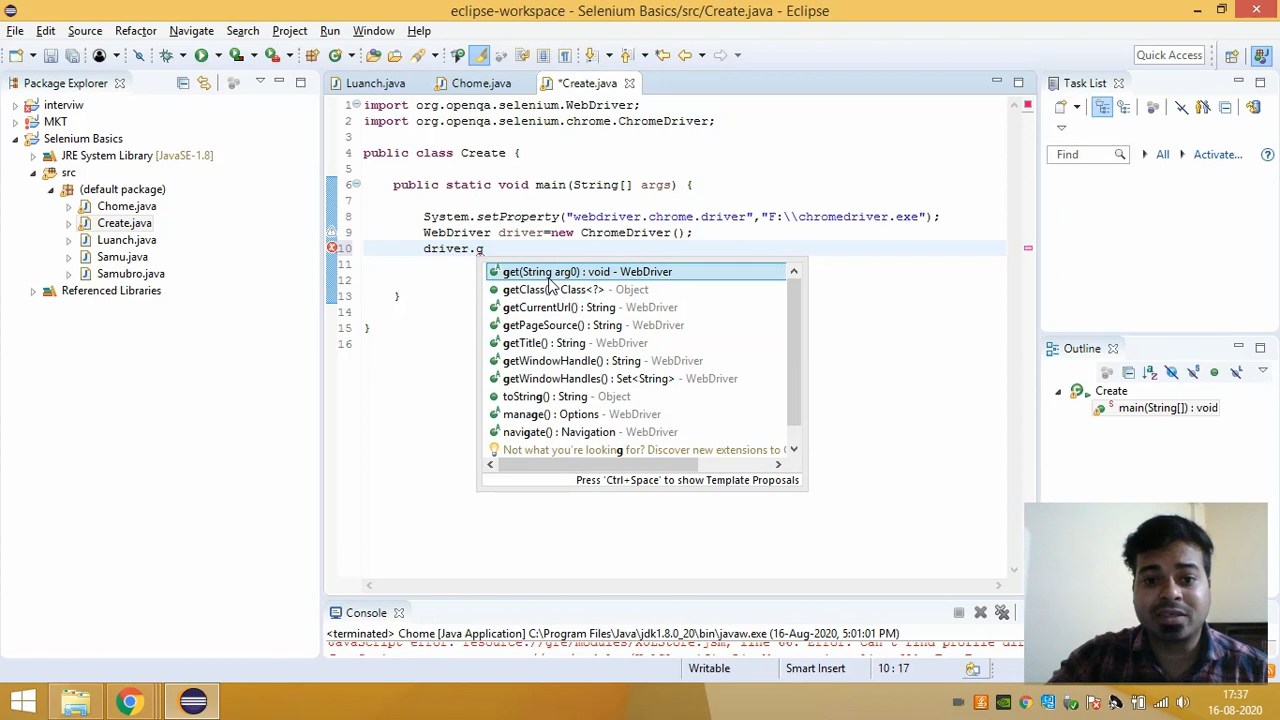 eclipse-workspace - Selenium Basics/src/Create.java - Eclipse
File Edit Source Refactor Navigate Search Project Run Window Help
Quick Access
Package Explorer
interviw
MKT
Selenium Basics
JRE System Library [JavaSE-1.8]
src
(default package)
Chome.java
Create.java
Luanch.java
Samu.java
Samubro.java
Referenced Libraries
Luanch.java Chome.java *Create.java
1 import org.openqa.selenium.WebDriver;
2 import org.openqa.selenium.chrome.ChromeDriver;
3
4 public class Create {
5
6 public static void main(String[] args) {
7
8 System.setProperty("webdriver.chrome.driver","F:\\chromedriver.exe");
9 WebDriver driver=new ChromeDriver();
10 driver.g
11
12
13 }
14
15 }
16
get(String arg0) : void - WebDriver
getClass() : Class<?> - Object
getCurrentUrl() : String - WebDriver
getPageSource() : String - WebDriver
getTitle() : String - WebDriver
getWindowHandle() : String - WebDriver
getWindowHandles() : Set<String> - WebDriver
toString() : String - Object
manage() : Options - WebDriver
navigate() : Navigation - WebDriver
Not what you're looking for? Discover new extensions to
Press 'Ctrl+Space' to show Template Proposals
Task List
Find All Activate...
Outline
Create
main(String[]) : void
Console
<terminated> Chome [Java Application] C:\Program Files\Java\jdk1.8.0_20\bin\javaw.exe (16-Aug-2020, 5:01:01 PM)
Writable Smart Insert 10 : 17
17:37
16-08-2020